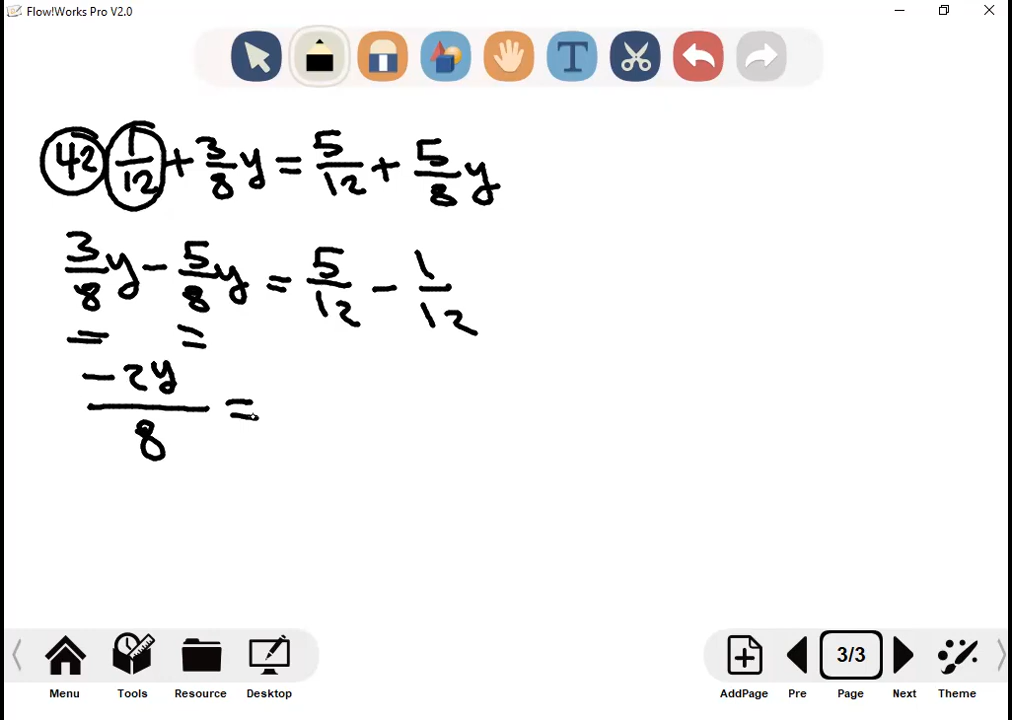 Flow!Works Pro V2.0
T
42 1/12 + 3/8 y = 5/12 + 5/8 y
3/8 y - 5/8 y = 5/12 - 1/12
= =
-2y/8 =
Menu Tools Resource Desktop AddPage Pre 3/3 Page Next Theme